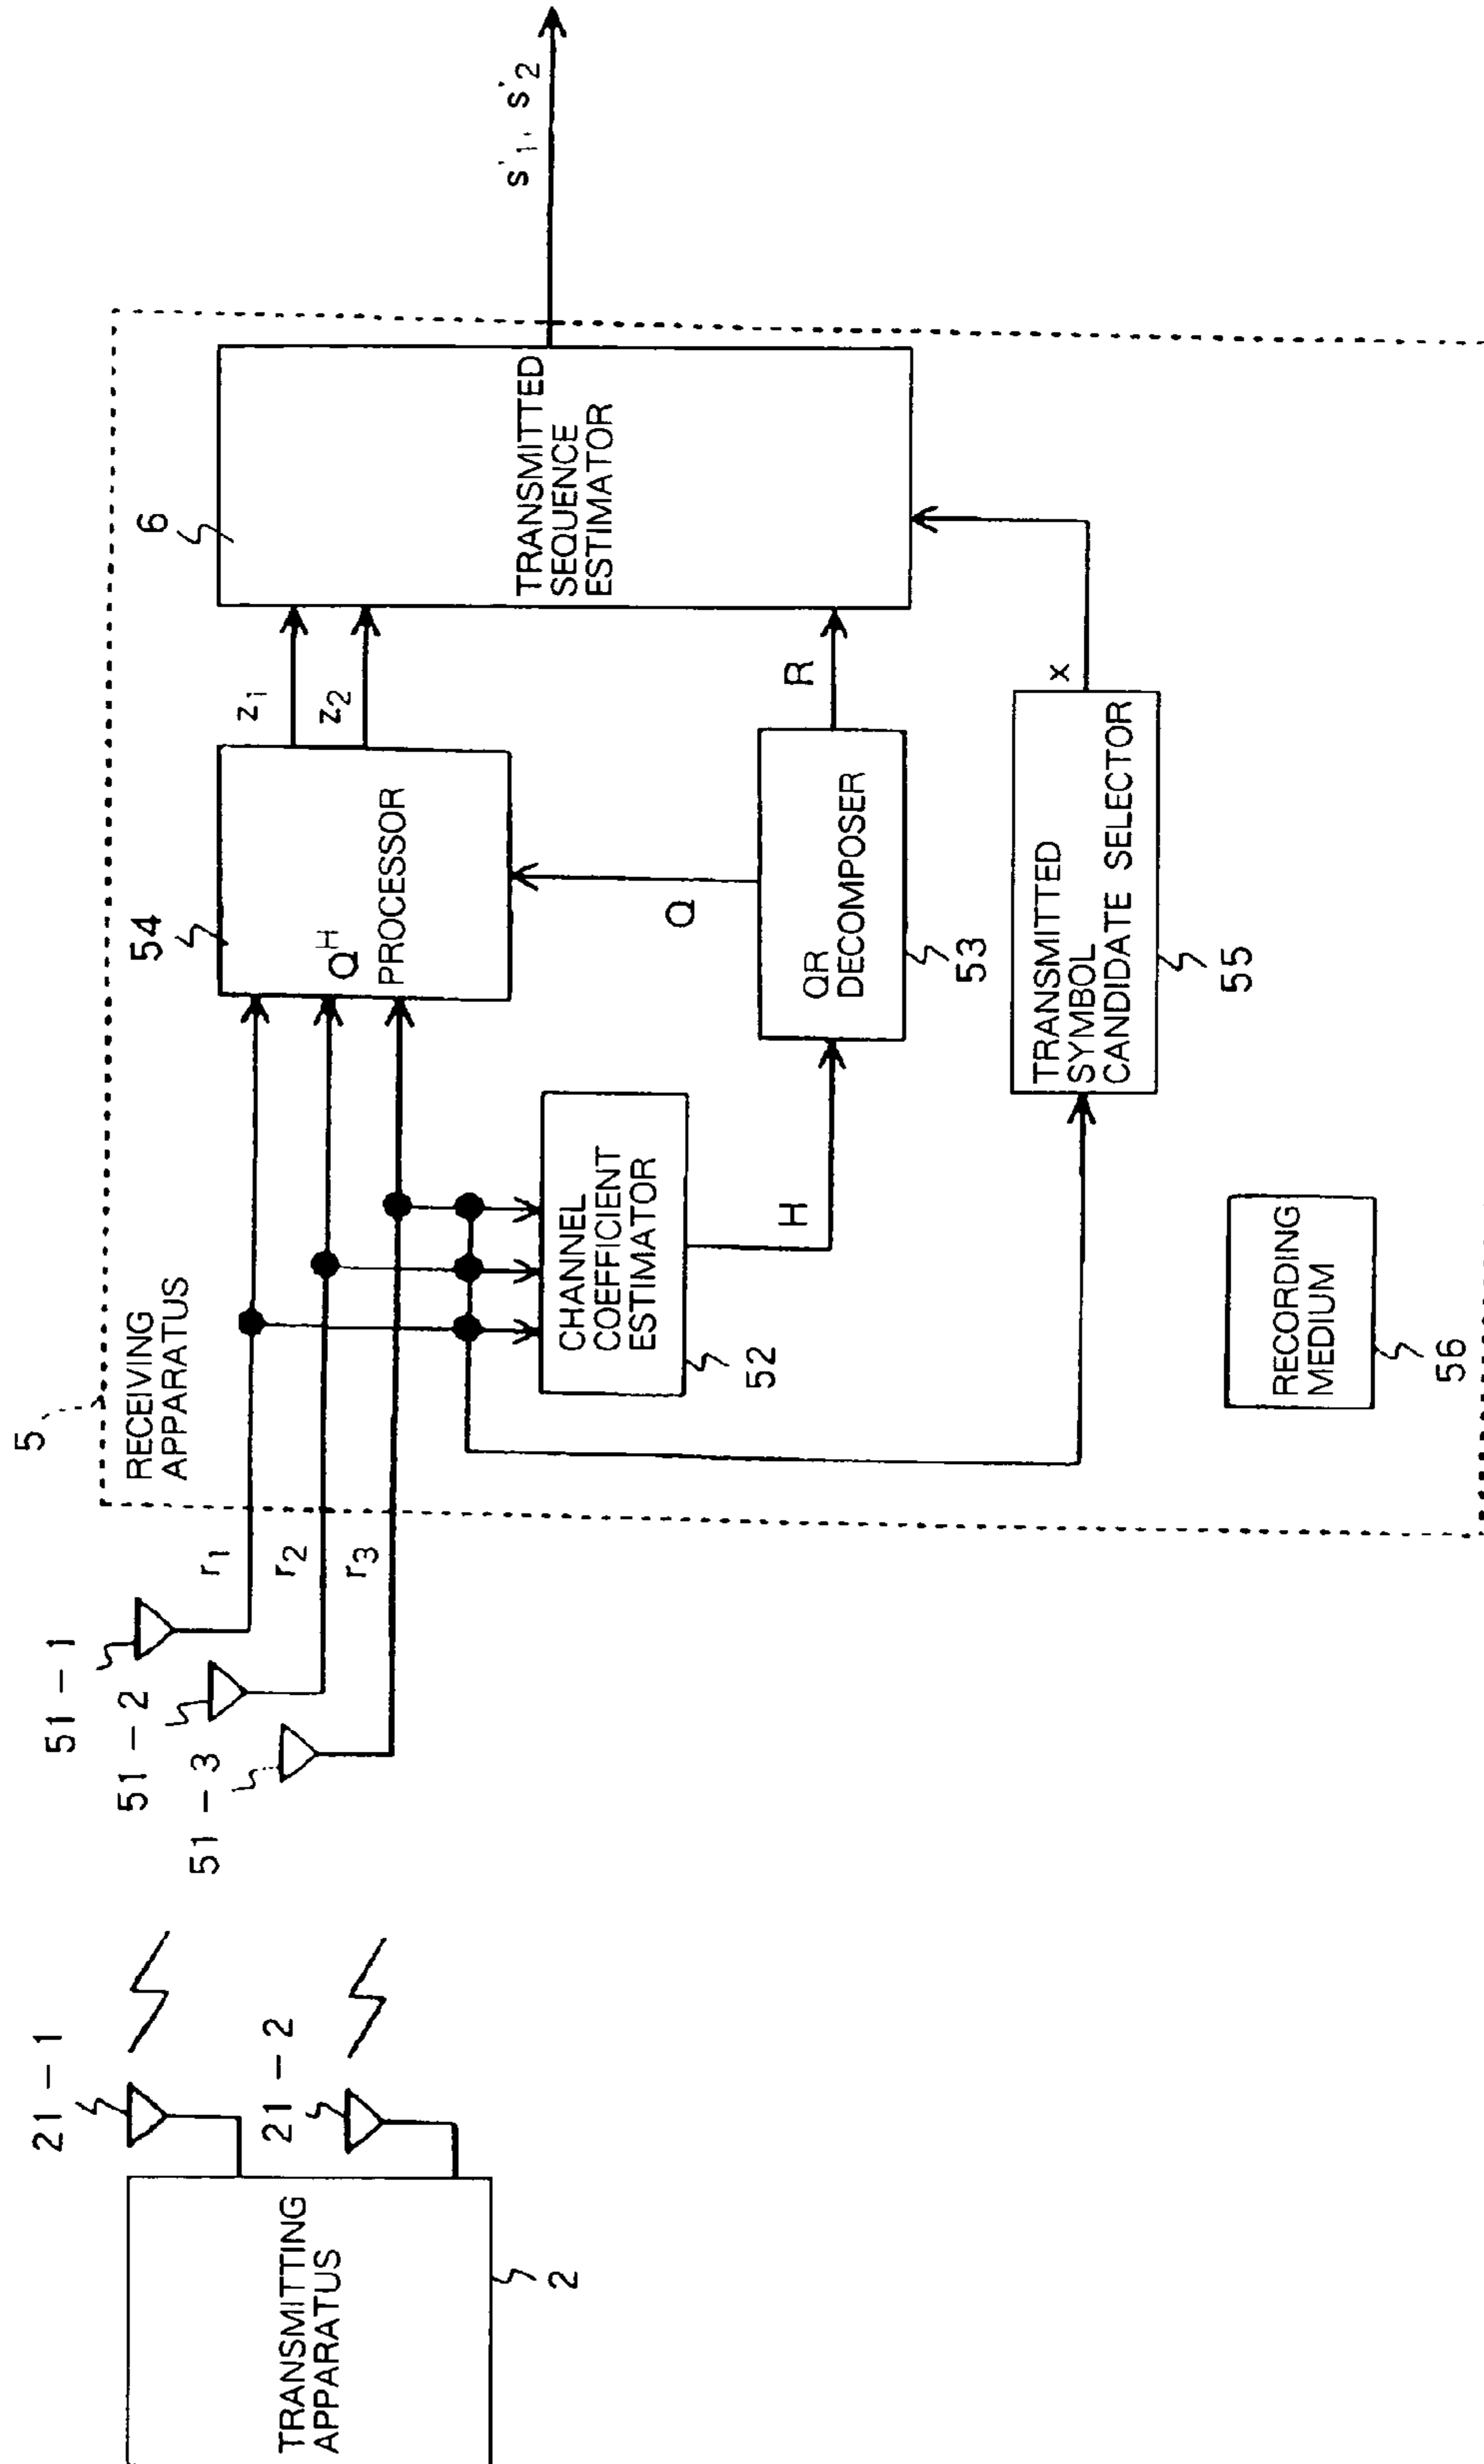 TRANSMITTING
APPARATUS
2
21-1
21-2
51-1
51-2
51-3
r1
r2
r3
5
RECEIVING
APPARATUS
CHANNEL
COEFFICIENT
ESTIMATOR
52
H
54
Q^H
PROCESSOR
Q
QR
DECOMPOSER
53
TRANSMITTED
SYMBOL
CANDIDATE SELECTOR
55
RECORDING
MEDIUM
56
z1
z2
R
x
6
TRANSMITTED
SEQUENCE
ESTIMATOR
s'1, s'2